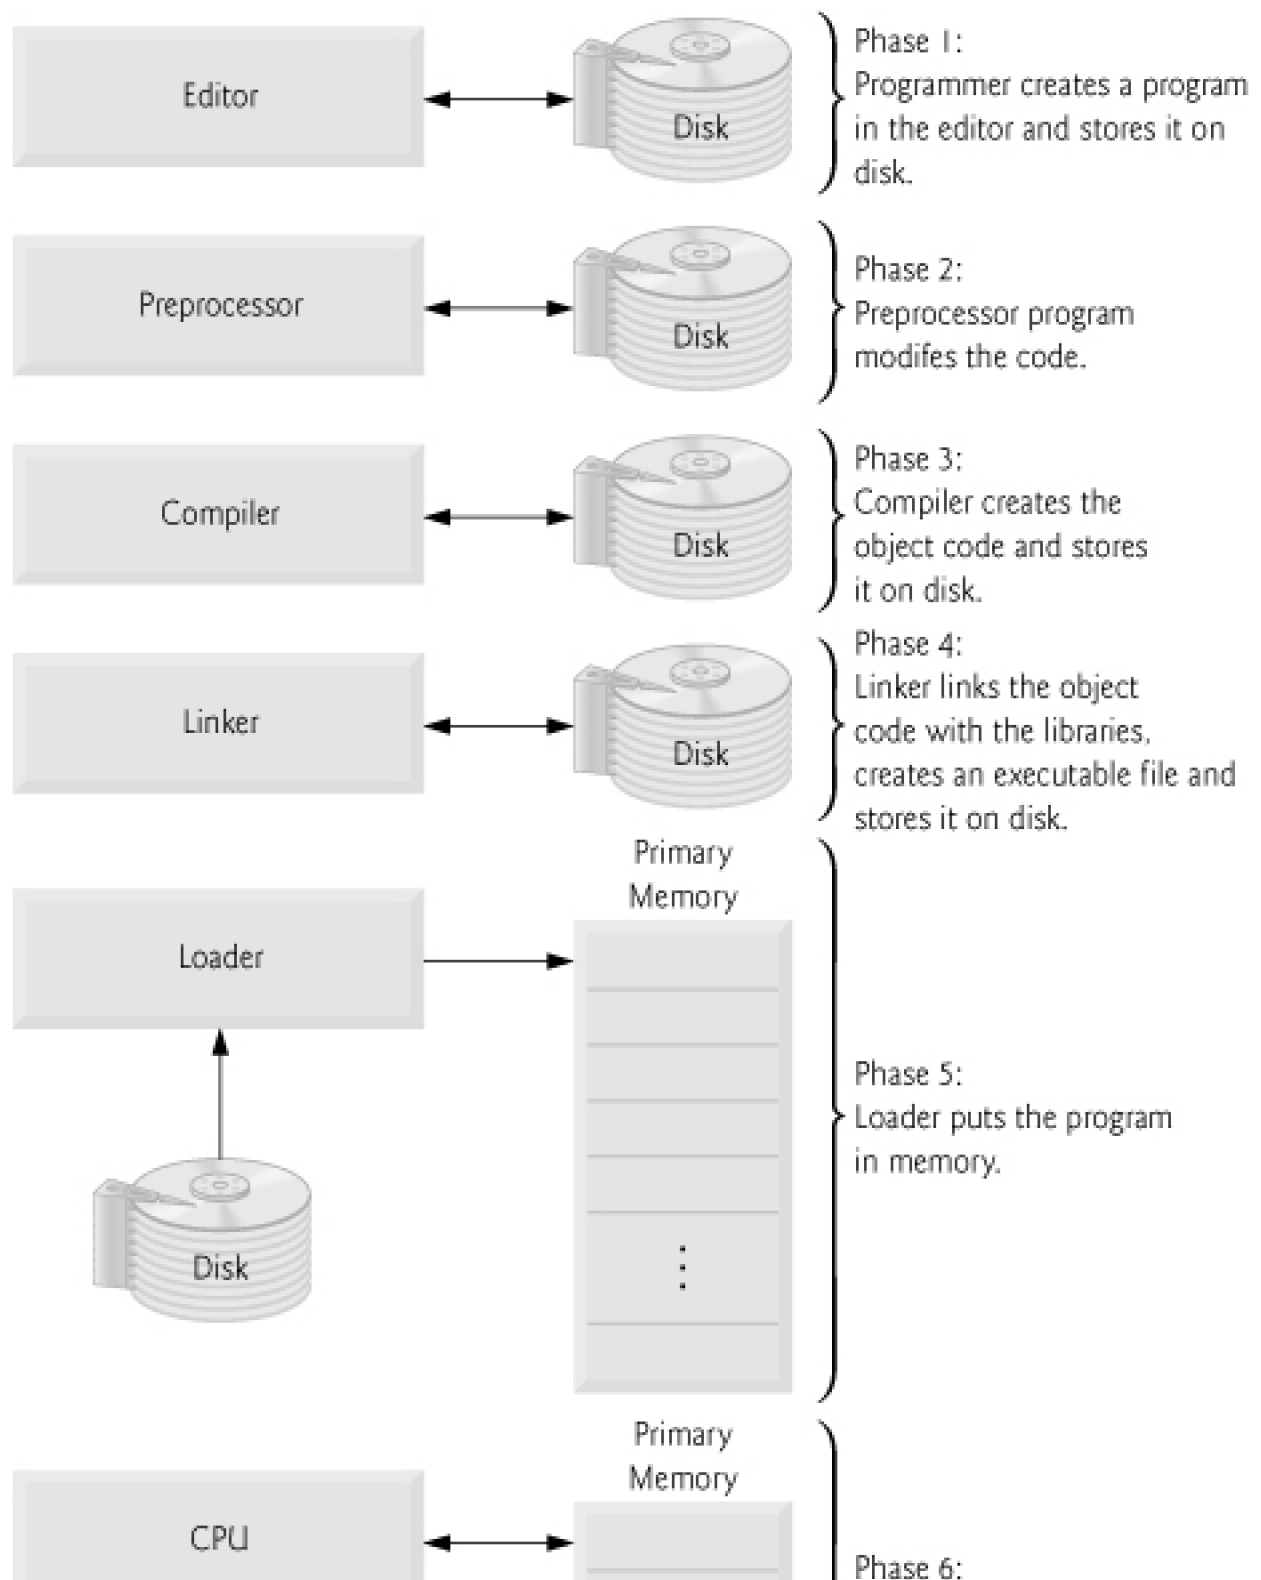 Editor
Disk
Phase 1:
Programmer creates a program
in the editor and stores it on
disk.
Preprocessor
Disk
Phase 2:
Preprocessor program
modifes the code.
Compiler
Disk
Phase 3:
Compiler creates the
object code and stores
it on disk.
Linker
Disk
Phase 4:
Linker links the object
code with the libraries,
creates an executable file and
stores it on disk.
Loader
Disk
Primary
Memory
Phase 5:
Loader puts the program
in memory.
CPU
Primary
Memory
Phase 6: